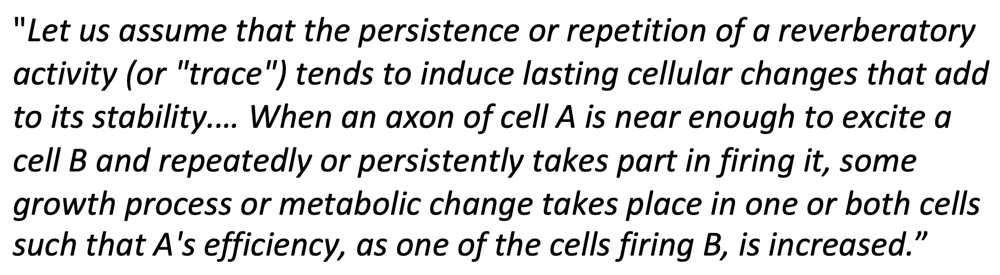 "Let us assume that the persistence or repetition of a reverberatory
activity (or "trace") tends to induce lasting cellular changes that add
to its stability.... When an axon of cell A is near enough to excite a
cell B and repeatedly or persistently takes part in firing it, some
growth process or metabolic change takes place in one or both cells
such that A's efficiency, as one of the cells firing B, is increased.”